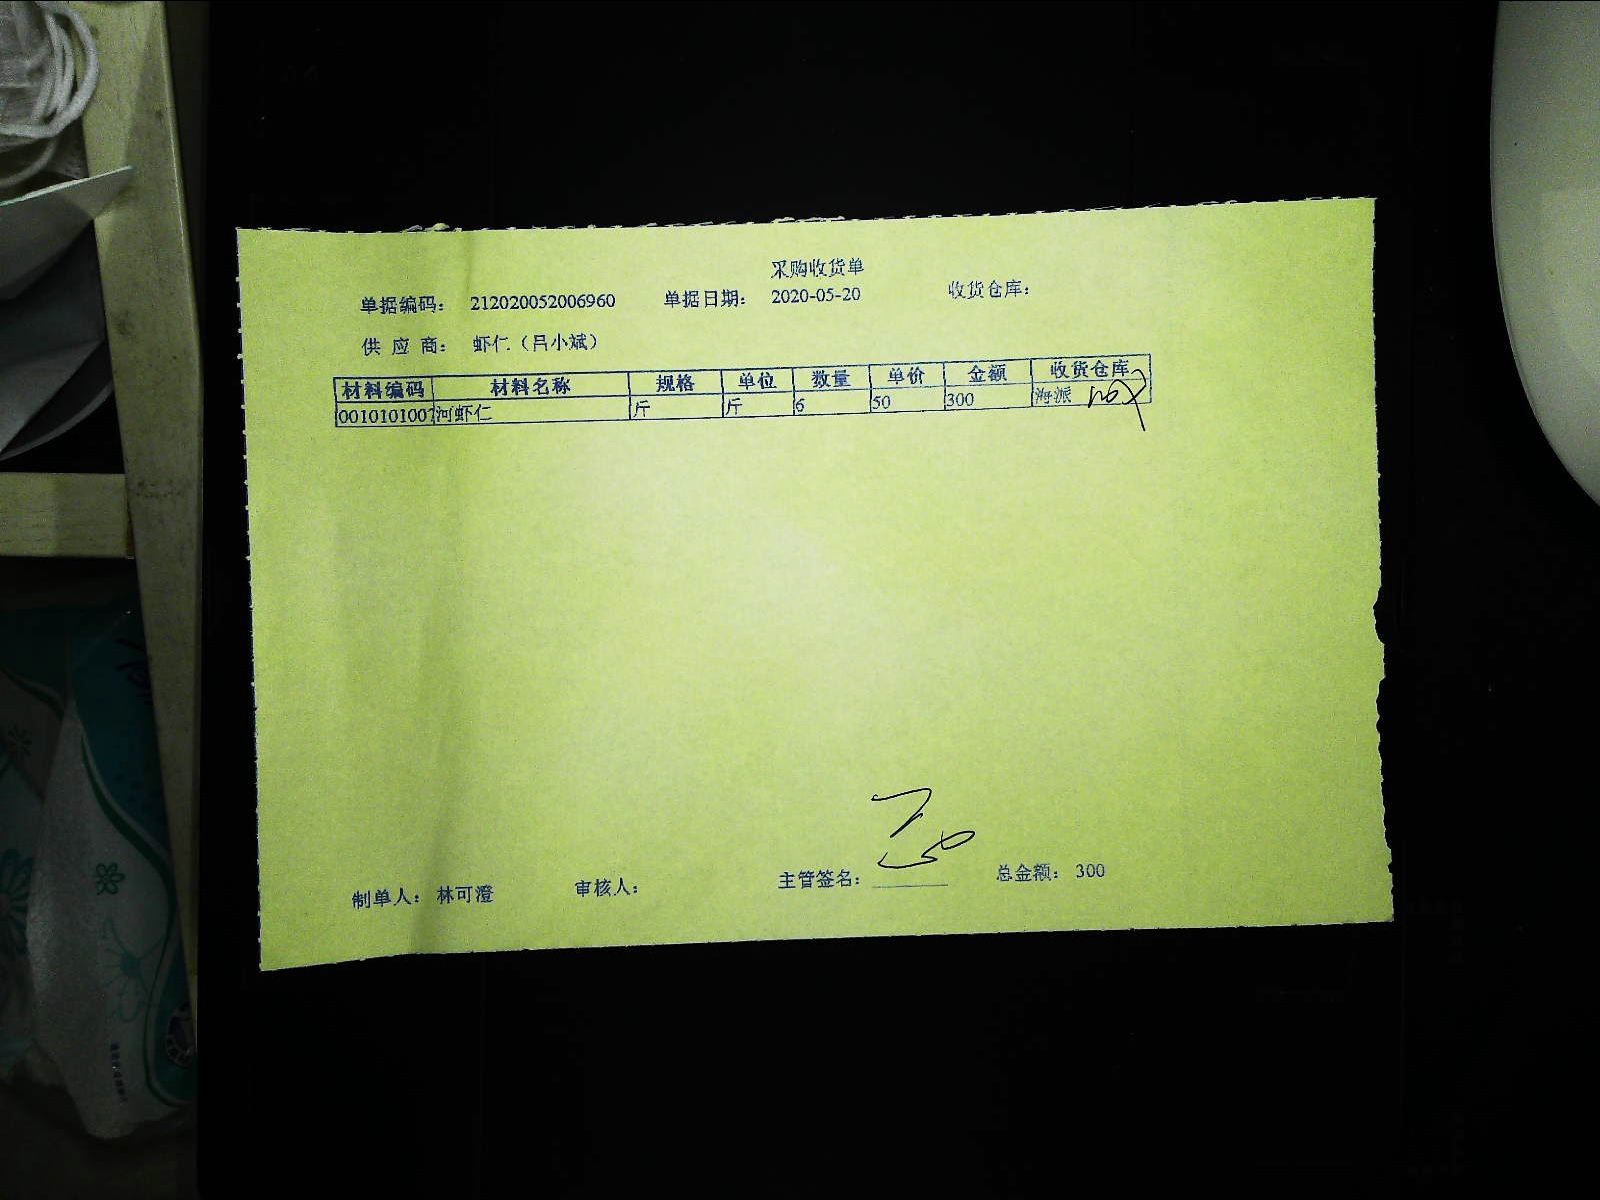 采购收货单
单据编码： 212020052006960 单据日期： 2020-05-20 收货仓库：
供 应 商： 虾仁（吕小斌）
材料编码 材料名称 规格 单位 数量 单价 金额 收货仓库
0010101007 河虾仁 斤 斤 6 50 300 海派
制单人： 林可澄 审核人： 主管签名： 总金额： 300